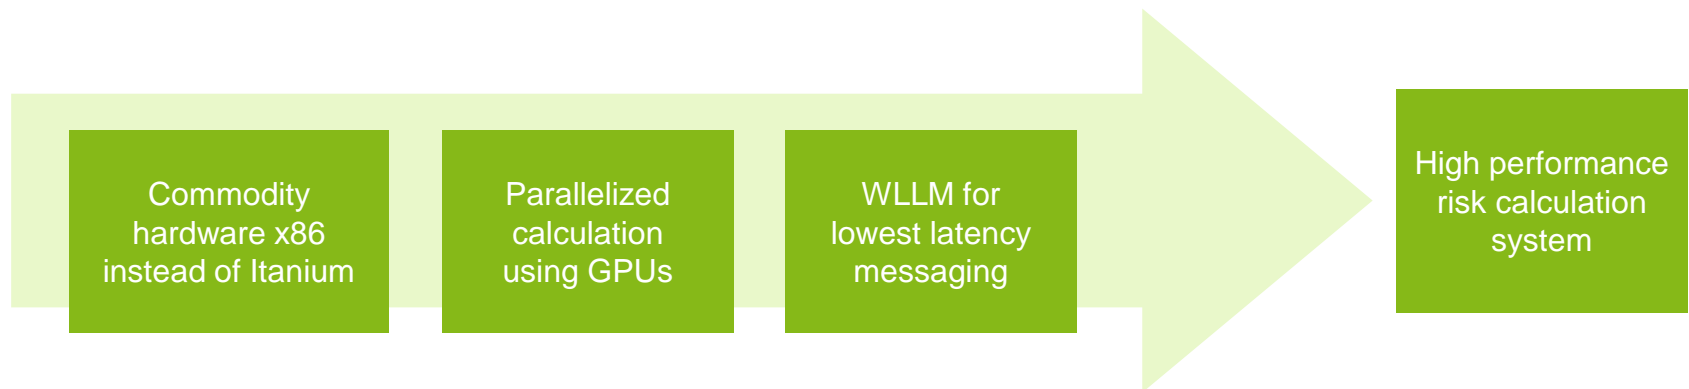 Commodity
hardware x86
instead of Itanium
Parallelized
calculation
using GPUs
WLLM for
lowest latency
messaging
High performance
risk calculation
system